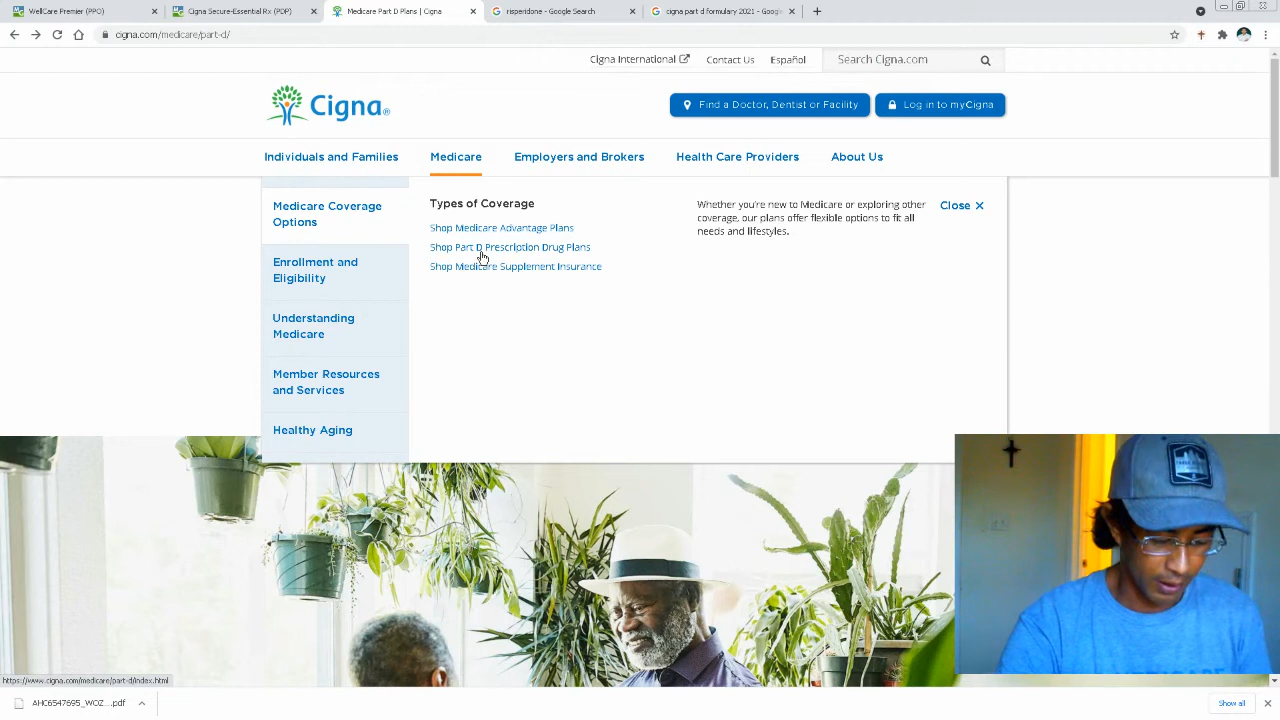 WellCare Premier (PPO)
Cigna Secure-Essential Rx (PDP)
Medicare Part D Plans | Cigna
risperidone - Google Search
cigna part d formulary 2021 - Goog
cigna.com/medicare/part-d/
Cigna International
Contact Us
Español
Search Cigna.com
Cigna
Find a Doctor, Dentist or Facility
Log in to myCigna
Individuals and Families
Medicare
Employers and Brokers
Health Care Providers
About Us
Medicare Coverage
Options
Enrollment and
Eligibility
Understanding
Medicare
Member Resources
and Services
Healthy Aging
Types of Coverage
Shop Medicare Advantage Plans
Shop Part D Prescription Drug Plans
Shop Medicare Supplement Insurance
Whether you're new to Medicare or exploring other
coverage, our plans offer flexible options to fit all
needs and lifestyles.
Close ×
https://www.cigna.com/medicare/part-d/index.html
AHC6547695_WOZ....pdf
Show all